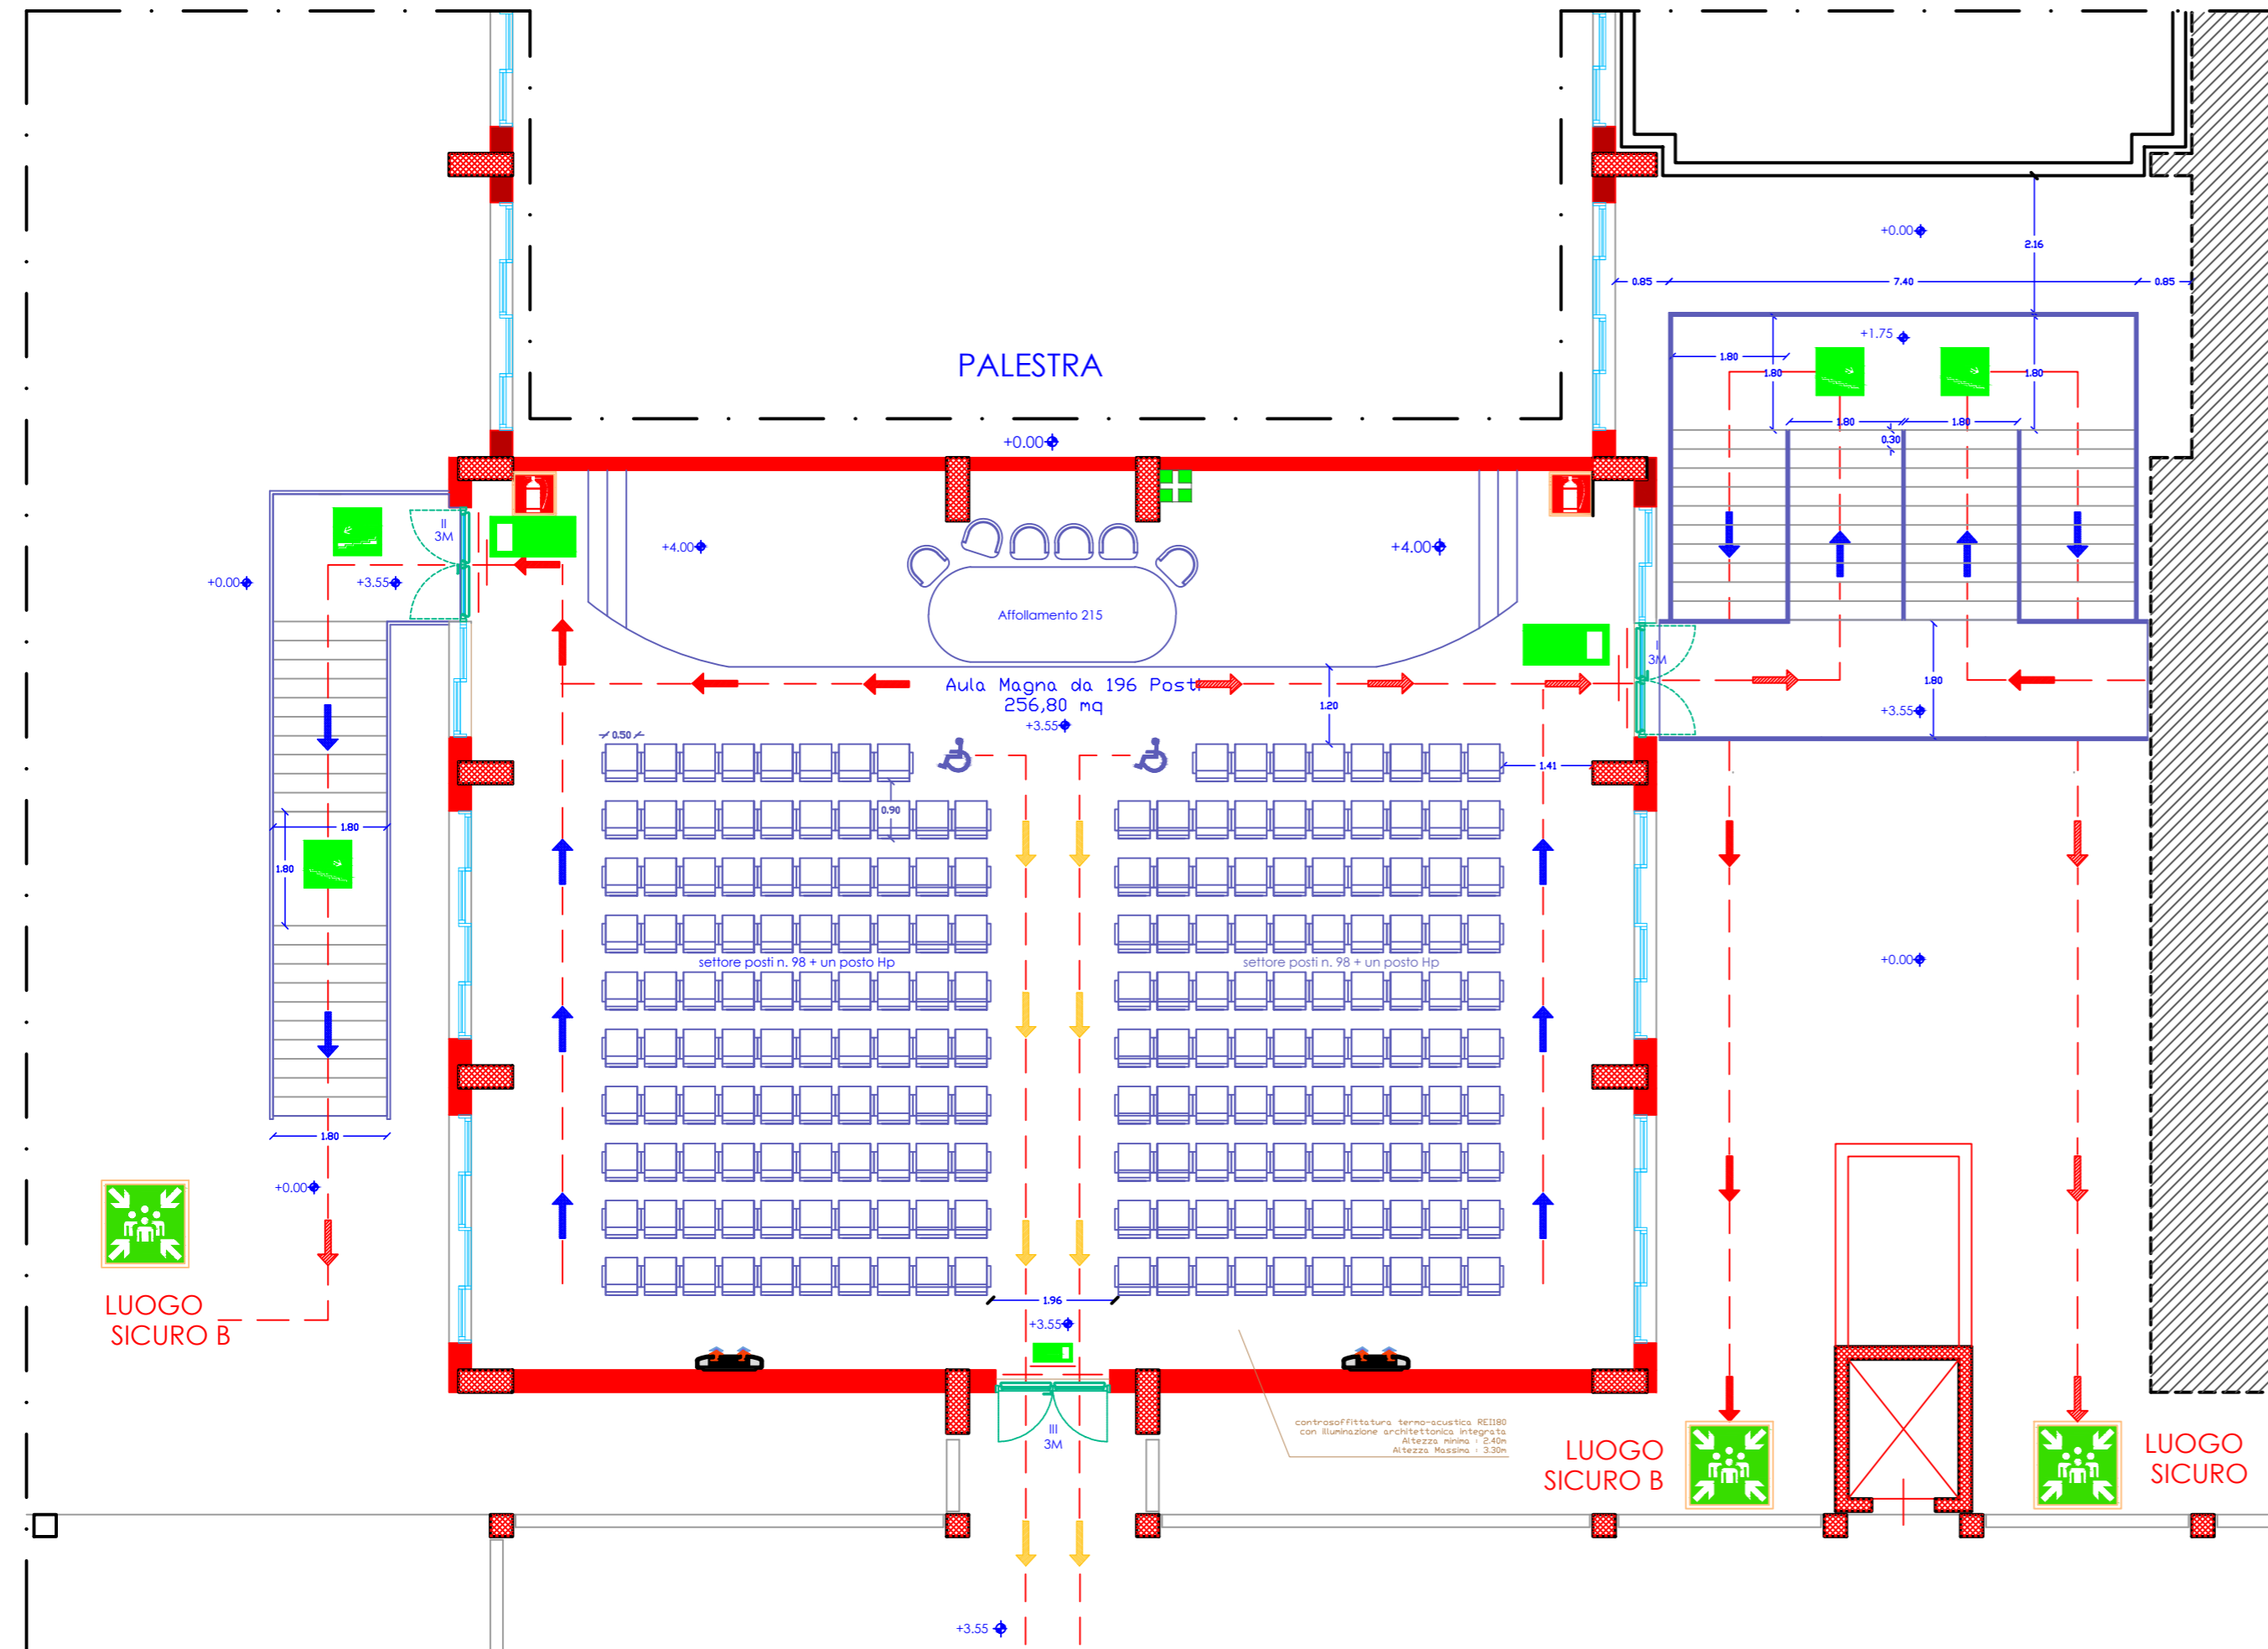 +0.00
2.16
0.85
7.40
0.85
+1.75
PALESTRA
1.80
1.80
1.80
1.80
1.80
0.30
+0.00
II
3M
+4.00
+4.00
+0.00
+3.55
Affollamento 215
I
3M
Aula Magna da 196 Posti
256,80 mq
+3.55
1.20
1.80
+3.55
0.50
1.41
0.90
1.80
1.80
settore posti n. 98 + un posto Hp
settore posti n. 98 + un posto Hp
+0.00
1.80
+0.00
LUOGO
SICURO B
1.96
+3.55
controsoffittatura termo-acustica REI180
con illuminazione architettonica integrata
Altezza minima : 2.40m
Altezza Massima : 3.30m
III
3M
LUOGO
SICURO B
LUOGO
SICURO
+3.55